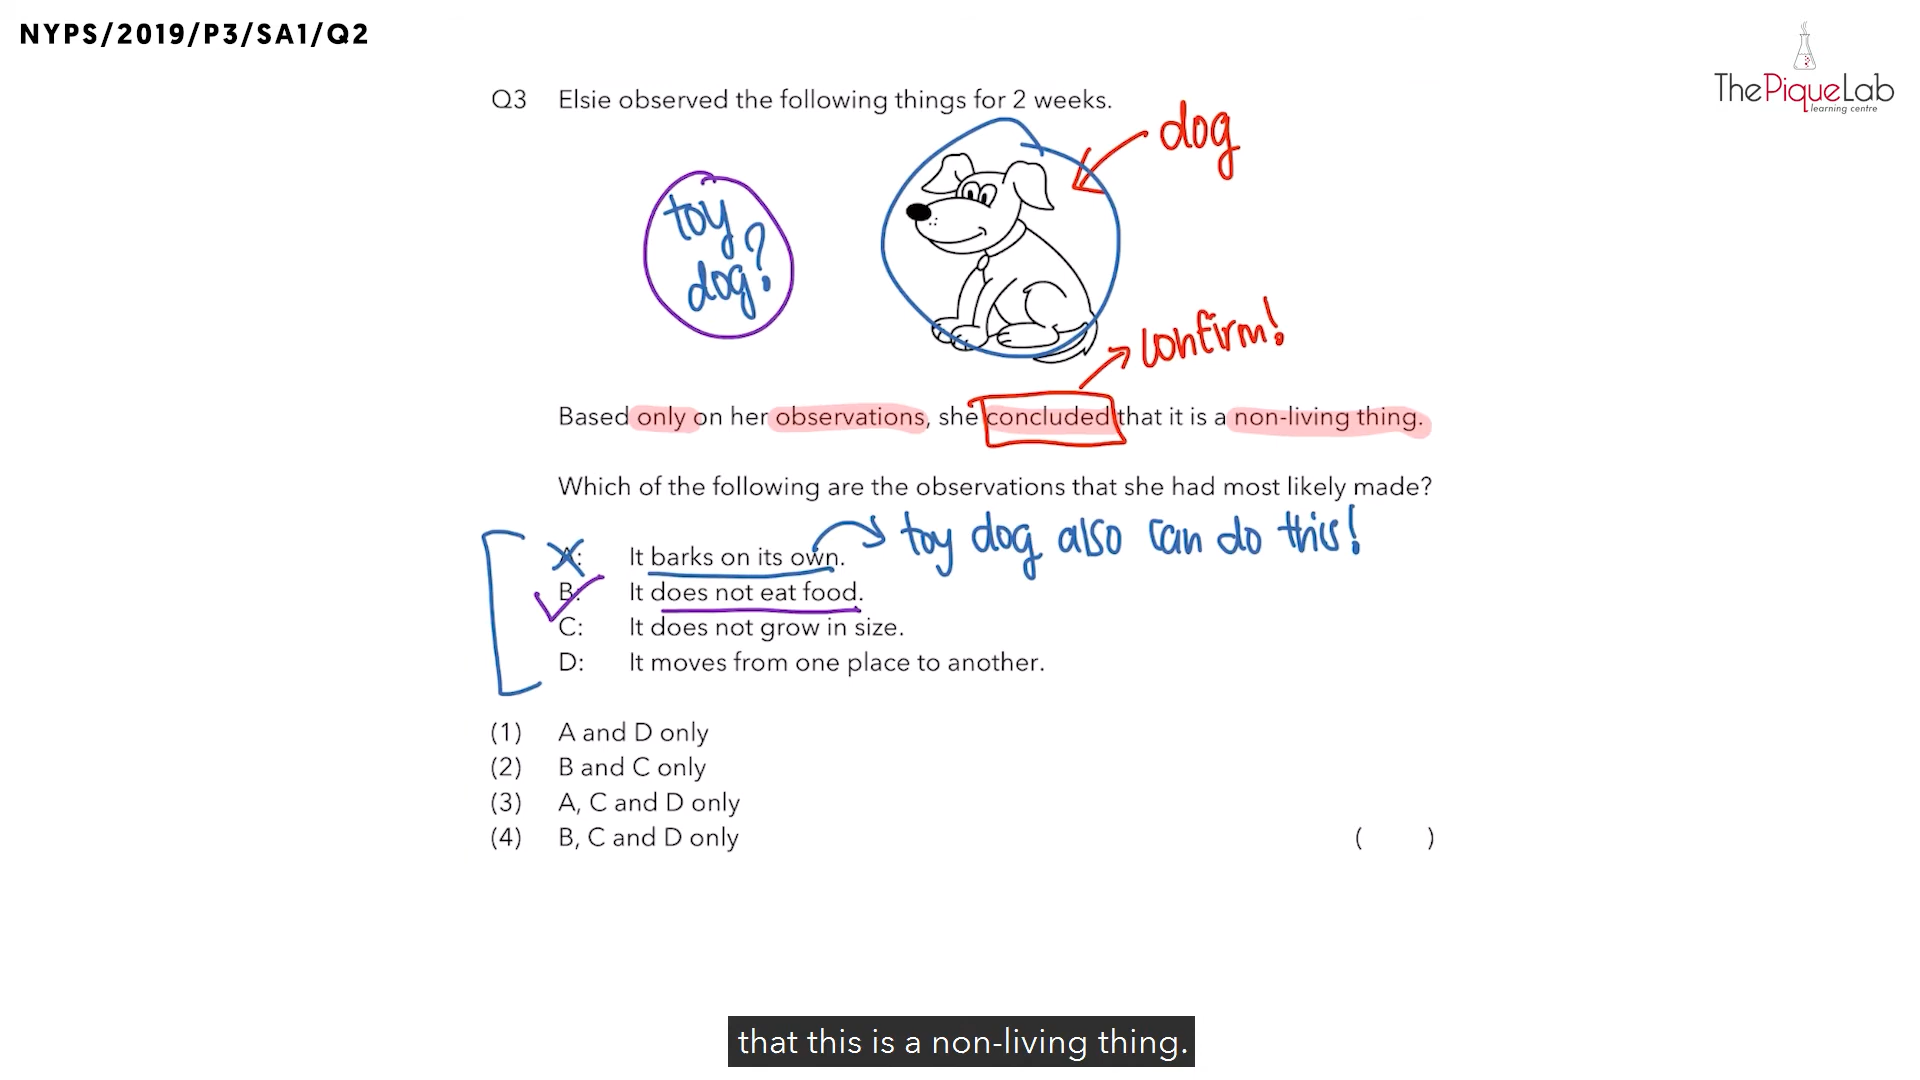 NYPS/2019/P3/SA1/Q2
ThePiqueLab
learning centre
Q3 Elsie observed the following things for 2 weeks.
dog
toy
dog?
confirm!
Based only on her observations, she concluded that it is a non-living thing.
Which of the following are the observations that she had most likely made?
toy dog also can do this!
A: It barks on its own.
B: It does not eat food.
C: It does not grow in size.
D: It moves from one place to another.
(1) A and D only
(2) B and C only
(3) A, C and D only
(4) B, C and D only ( )
that this is a non-living thing.